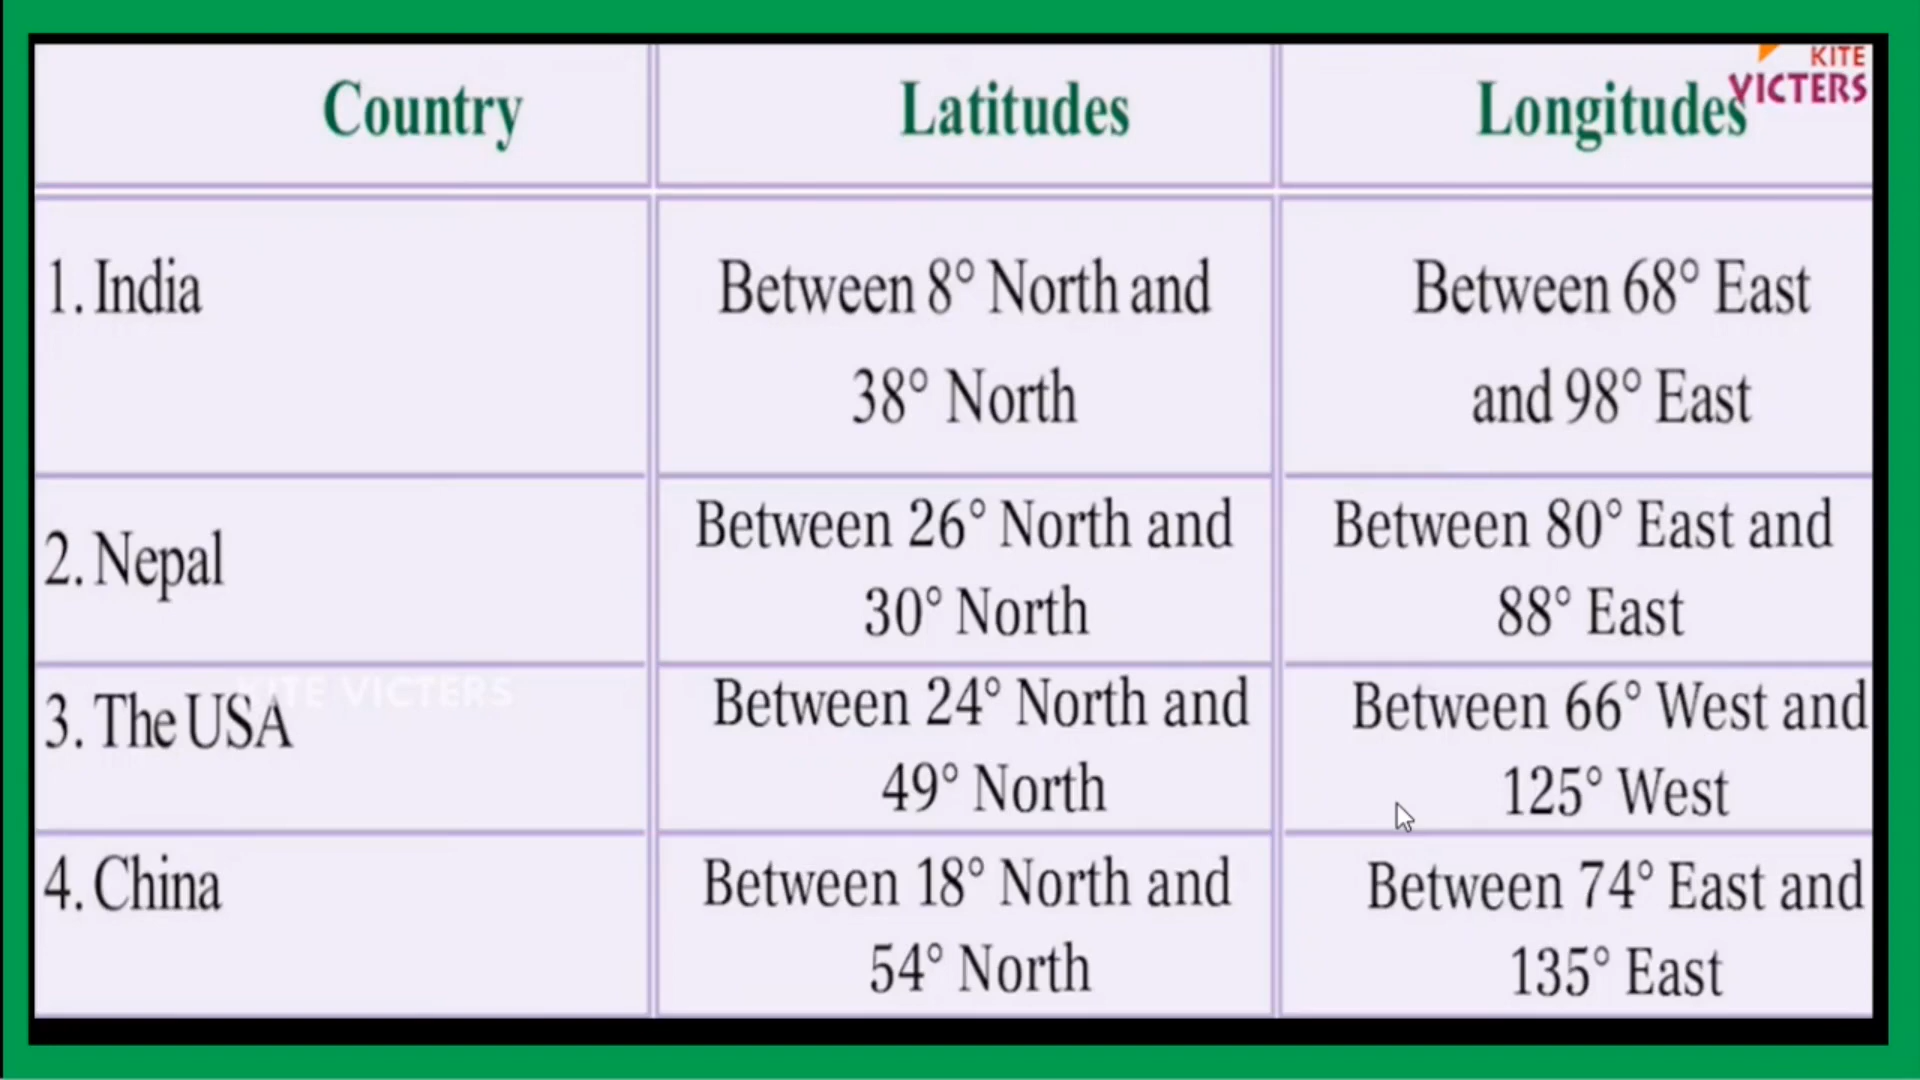 KITE
VICTERS
Country Latitudes Longitudes
1. India
Between 8° North and
38° North
Between 68° East
and 98° East
2. Nepal
Between 26° North and
30° North
Between 80° East and
88° East
KITE VICTERS
3. The USA
Between 24° North and
49° North
Between 66° West and
125° West
4. China
Between 18° North and
54° North
Between 74° East and
135° East